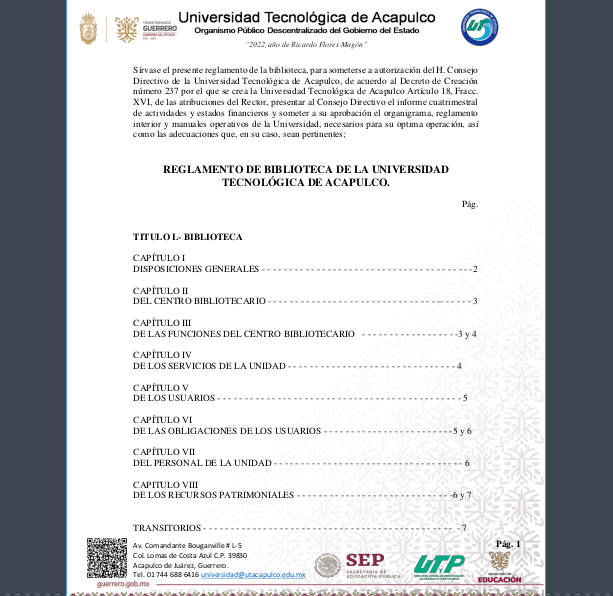 TRANSFORMANDO
GUERRERO
Universidad Tecnológica de Acapulco
Organismo Público Descentralizado del Gobierno del Estado
"2022, año de Ricardo Flores Magón"
Sírvase el presente reglamento de la biblioteca, para someterse a autorización del H. Consejo
Directivo de la Universidad Tecnológica de Acapulco, de acuerdo al Decreto de Creación
número 237 por el que se crea la Universidad Tecnológica de Acapulco Artículo 18, Fracc.
XVI, de las atribuciones del Rector, presentar al Consejo Directivo el informe cuatrimestral
de actividades y estados financieros y someter a su aprobación el organigrama, reglamento
interior y manuales operativos de la Universidad, necesarios para su optima operación, así
como las adecuaciones que, en su caso, sean pertinentes;
REGLAMENTO DE BIBLIOTECA DE LA UNIVERSIDAD
TECNOLÓGICA DE ACAPULCO.
Pág.
TITULO I.- BIBLIOTECA
CAPÍTULO I
DISPOSICIONES GENERALES - - - - - - - - - - - - - - - - - - - - - - - - - - - - - - - - - - - - - - - 2
CAPÍTULO II
DEL CENTRO BIBLIOTECARIO - - - - - - - - - - - - - - - - - - - - - - - - - - - - - - - - - - - - - - 3
CAPÍTULO III
DE LAS FUNCIONES DEL CENTRO BIBLIOTECARIO - - - - - - - - - - - - - - - - - -3 y 4
CAPÍTULO IV
DE LOS SERVICIOS DE LA UNIDAD - - - - - - - - - - - - - - - - - - - - - - - - - - - - - - - 4
CAPÍTULO V
DE LOS USUARIOS - - - - - - - - - - - - - - - - - - - - - - - - - - - - - - - - - - - - - - - - - - - - 5
CAPÍTULO VI
DE LAS OBLIGACIONES DE LOS USUARIOS - - - - - - - - - - - - - - - - - - - - - - - -5 y 6
CAPÍTULO VII
DEL PERSONAL DE LA UNIDAD - - - - - - - - - - - - - - - - - - - - - - - - - - - - - - - - - - 6
CAPÍTULO VIII
DE LOS RECURSOS PATRIMONIALES - - - - - - - - - - - - - - - - - - - - - - - - - - - - -6 y 7
TRANSITORIOS - - - - - - - - - - - - - - - - - - - - - - - - - - - - - - - - - - - - - - - - - - - - - - - 7
Pág. 1
Av. Comandante Bouganville # L-5
Col. Lomas de Costa Azul C.P. 39830
Acapulco de Juárez, Guerrero.
Tel. 01 744 688 6416 universidad@utacapulco.edu.mx
SEP
SECRETARÍA DE
EDUCACIÓN PÚBLICA
UTP
EDUCACIÓN
guerrero.gob.mx